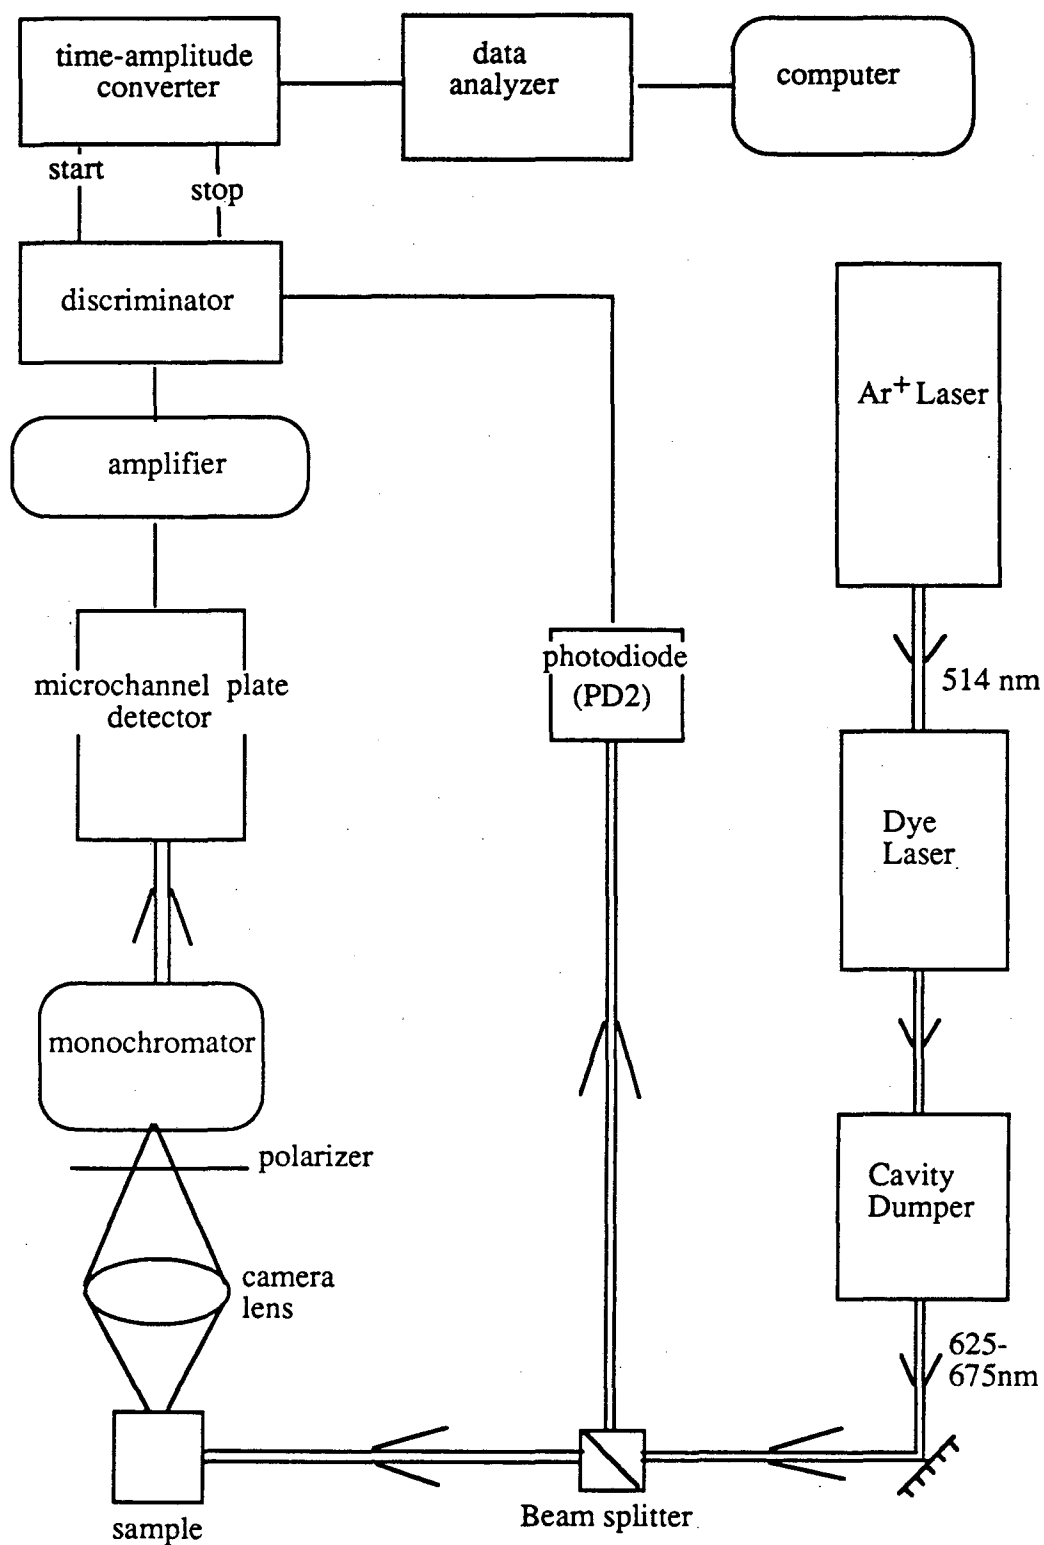 time-amplitude
converter
data
analyzer
computer
start
stop
discriminator
Ar+ Laser
amplifier
514 nm
photodiode
(PD2)
microchannel plate
detector
Dye
Laser
monochromator
polarizer
Cavity
Dumper
camera
lens
625-
675nm
Beam splitter
sample